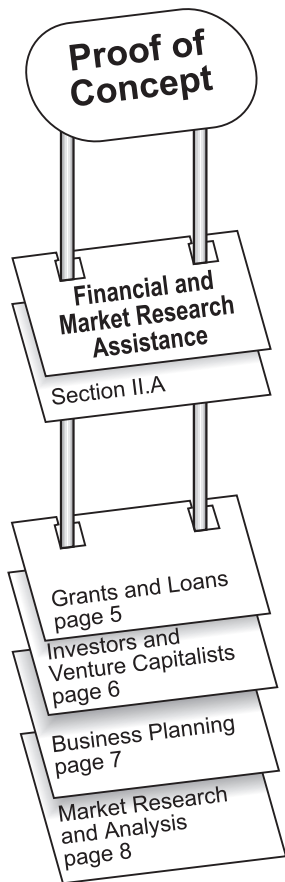 Proof of
Concept
Financial and
Market Research
Assistance
Section II.A
Grants and Loans
page 5
Investors and
Venture Capitalists
page 6
Business Planning
page 7
Market Research
and Analysis
page 8